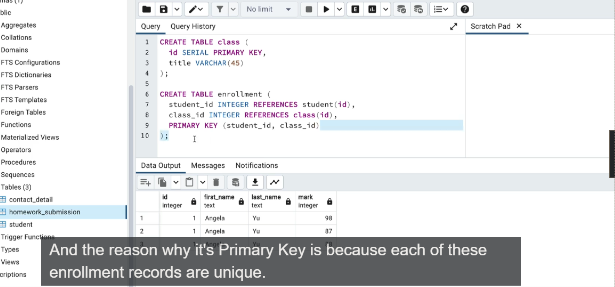 blic
Aggregates
Collations
Domains
FTS Configurations
FTS Dictionaries
FTS Parsers
FTS Templates
Foreign Tables
Functions
Materialized Views
Operators
Procedures
Sequences
Tables (3)
contact_detail
homework_submission
student
Trigger Functions
Types
Views
criptions
No limit
Query Query History
Scratch Pad ×
1 CREATE TABLE class (
2 id SERIAL PRIMARY KEY,
3 title VARCHAR(45)
4 );
5
6 CREATE TABLE enrollment (
7 student_id INTEGER REFERENCES student(id),
8 class_id INTEGER REFERENCES class(id),
9 PRIMARY KEY (student_id, class_id)
10 );
Data Output Messages Notifications
id integer first_name text last_name text mark integer
1 1 Angela Yu 98
2 1 Angela Yu 87
And the reason why it's Primary Key is because each of these
enrollment records are unique.